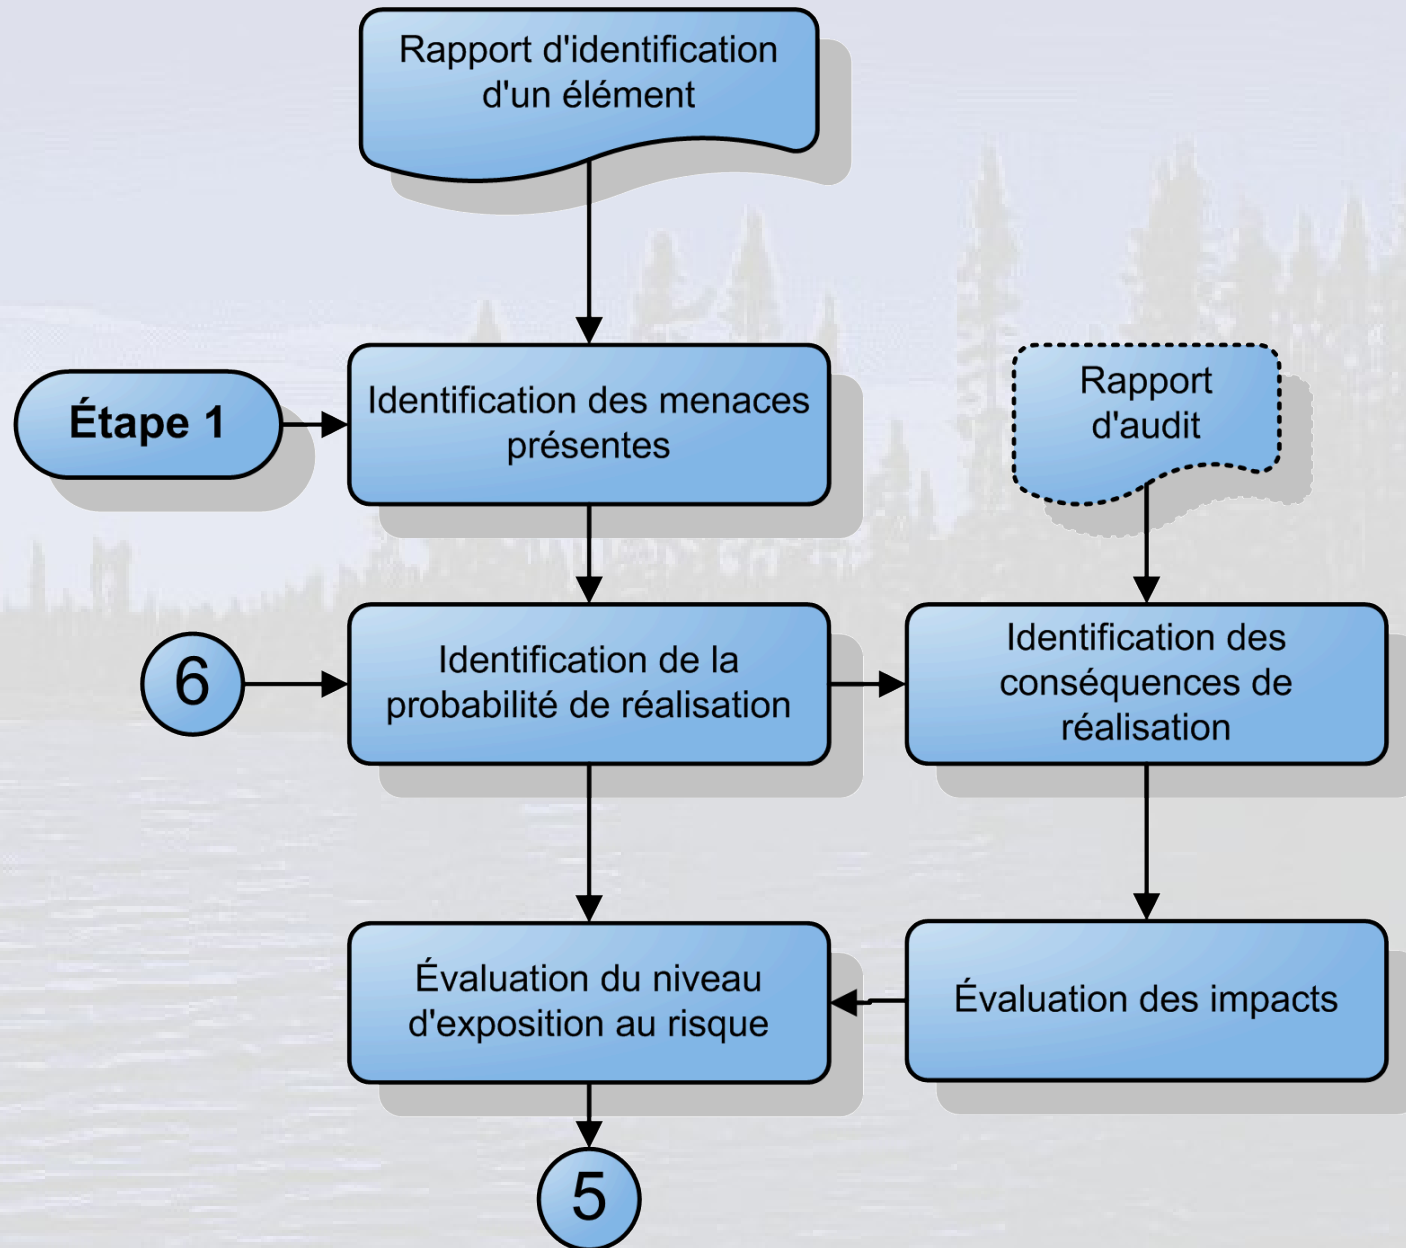 Rapport d'identification
d'un élément
Étape 1
Identification des menaces
présentes
Rapport
d'audit
6
Identification de la
probabilité de réalisation
Identification des
conséquences de
réalisation
Évaluation du niveau
d'exposition au risque
Évaluation des impacts
5